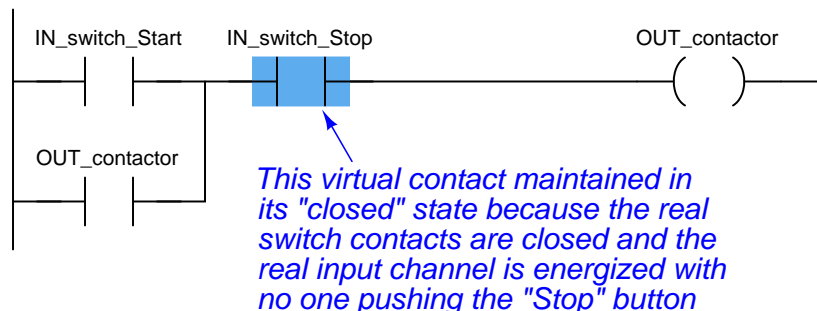 IN_switch_Start
IN_switch_Stop
OUT_contactor
OUT_contactor
This virtual contact maintained in
its "closed" state because the real
switch contacts are closed and the
real input channel is energized with
no one pushing the "Stop" button